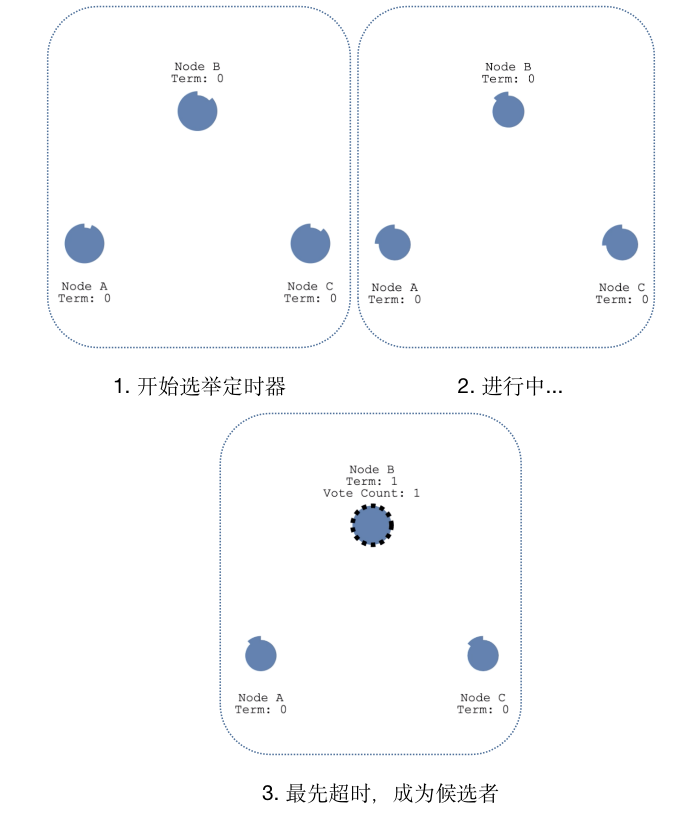 Node B
Term: 0
Node A
Term: 0
Node C
Term: 0
1. 开始选举定时器
Node B
Term: 0
Node A
Term: 0
Node C
Term: 0
2. 进行中...
Node B
Term: 1
Vote Count: 1
Node A
Term: 0
Node C
Term: 0
3. 最先超时，成为候选者